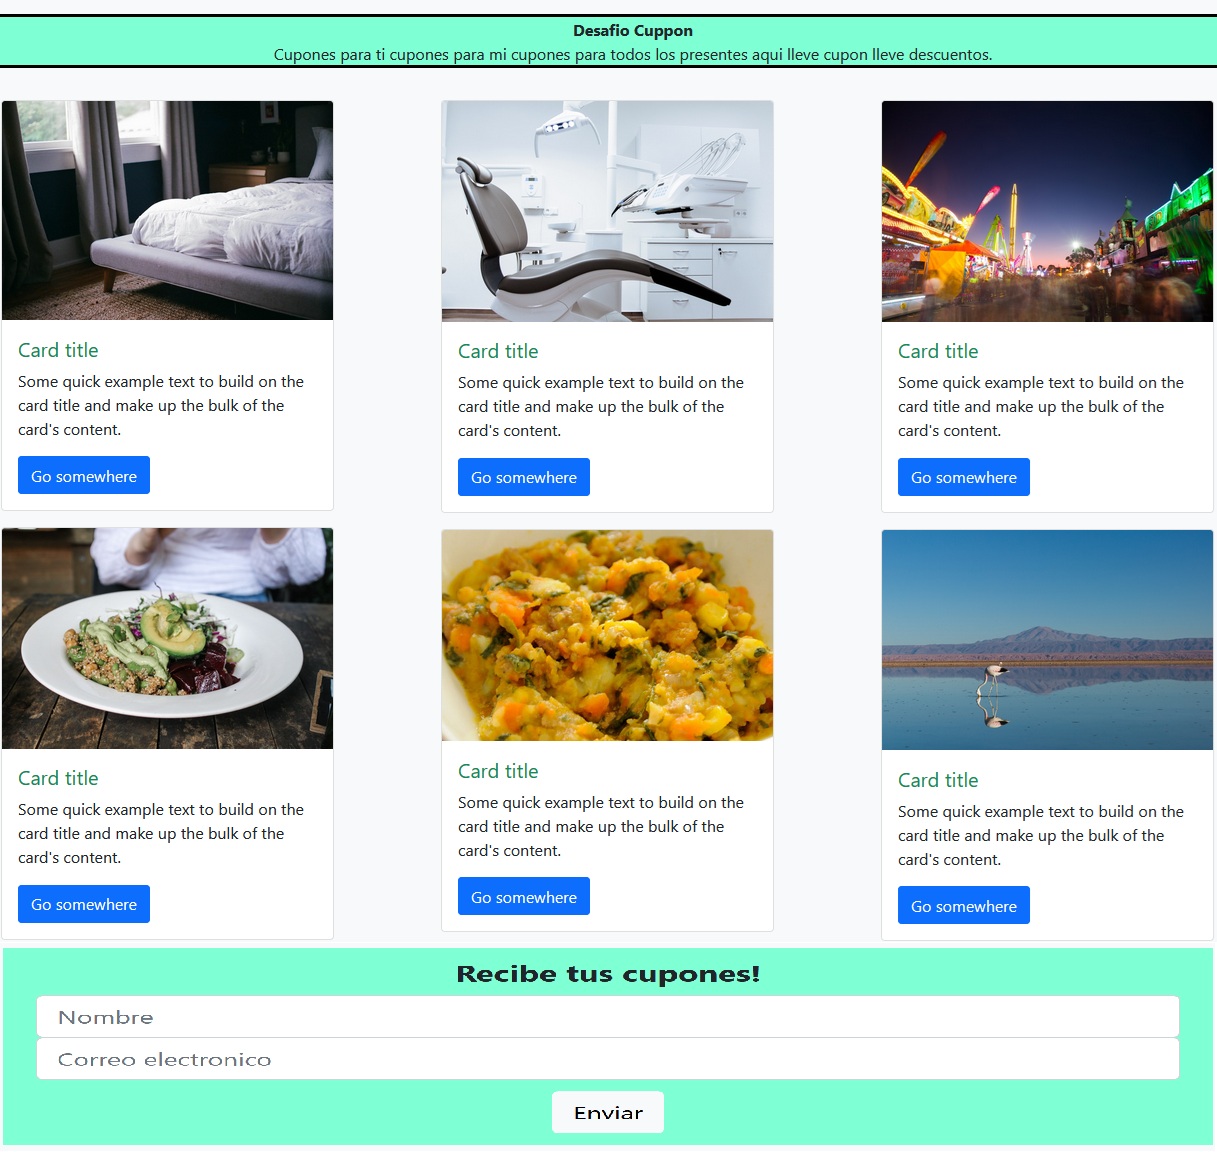 Desafio Cuppon
Cupones para ti cupones para mi cupones para todos los presentes aqui lleve cupon lleve descuentos.
Card title
Some quick example text to build on the
card title and make up the bulk of the
card's content.
Go somewhere
Card title
Some quick example text to build on the
card title and make up the bulk of the
card's content.
Go somewhere
Card title
Some quick example text to build on the
card title and make up the bulk of the
card's content.
Go somewhere
Card title
Some quick example text to build on the
card title and make up the bulk of the
card's content.
Go somewhere
Card title
Some quick example text to build on the
card title and make up the bulk of the
card's content.
Go somewhere
Card title
Some quick example text to build on the
card title and make up the bulk of the
card's content.
Go somewhere
Recibe tus cupones!
Nombre
Correo electronico
Enviar